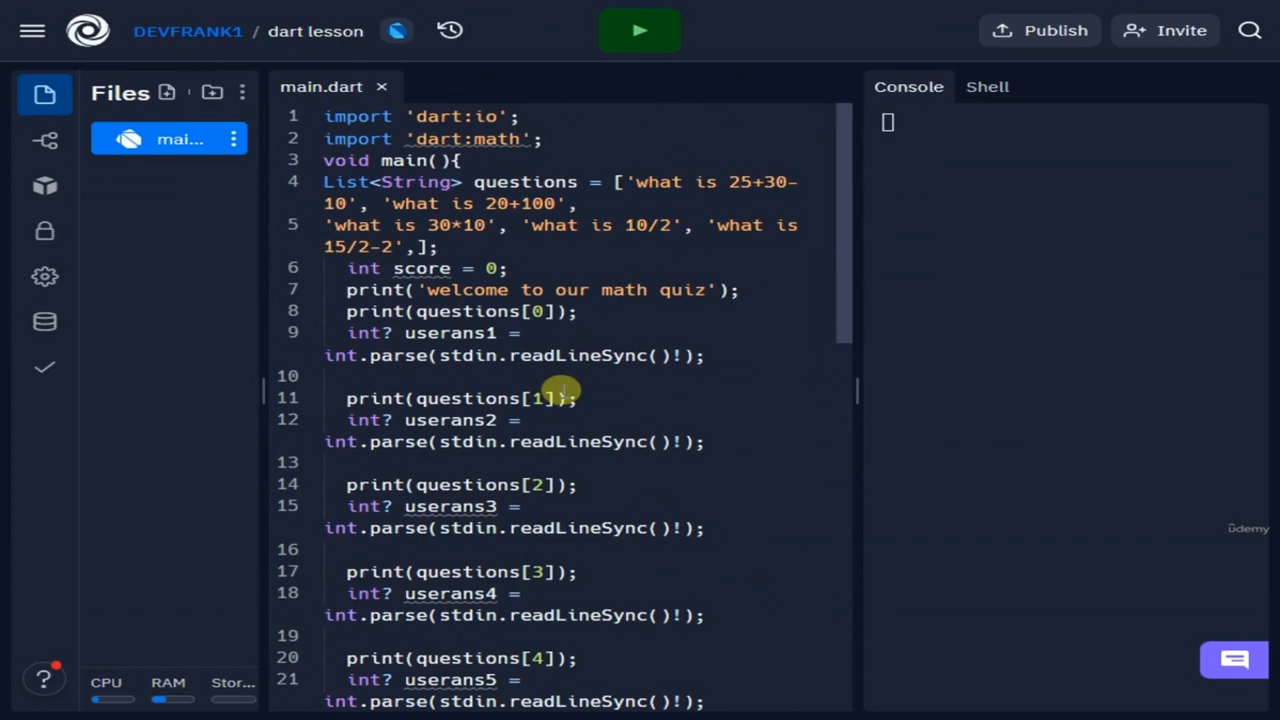 DEVFRANK1 / dart lesson
Publish
Invite
Files
mai...
CPU
RAM
Stor...
main.dart
1 import 'dart:io';
2 import 'dart:math';
3 void main(){
4 List<String> questions = ['what is 25+30-
10', 'what is 20+100',
5 'what is 30*10', 'what is 10/2', 'what is
15/2-2',];
6 int score = 0;
7 print('welcome to our math quiz');
8 print(questions[0]);
9 int? userans1 =
int.parse(stdin.readLineSync()!);
10
11 print(questions[1]);
12 int? userans2 =
int.parse(stdin.readLineSync()!);
13
14 print(questions[2]);
15 int? userans3 =
int.parse(stdin.readLineSync()!);
16
17 print(questions[3]);
18 int? userans4 =
int.parse(stdin.readLineSync()!);
19
20 print(questions[4]);
21 int? userans5 =
int.parse(stdin.readLineSync()!);
Console
Shell
udemy